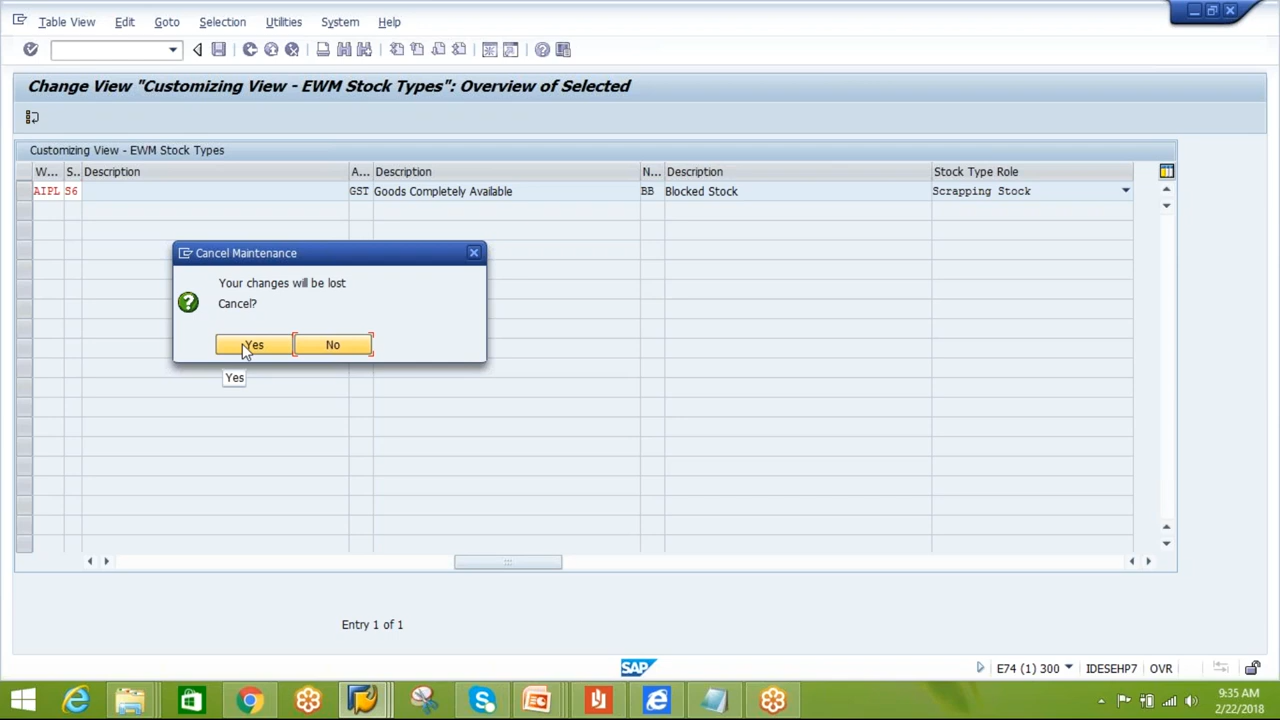 Table View Edit Goto Selection Utilities System Help
Change View "Customizing View - EWM Stock Types": Overview of Selected
Customizing View - EWM Stock Types
W... S.. Description A... Description N... Description Stock Type Role
AIPL S6 GST Goods Completely Available BB Blocked Stock Scrapping Stock
Cancel Maintenance
Your changes will be lost
Cancel?
Yes No
Yes
Entry 1 of 1
SAP E74 (1) 300 IDESEHP7 OVR
9:35 AM
2/22/2018